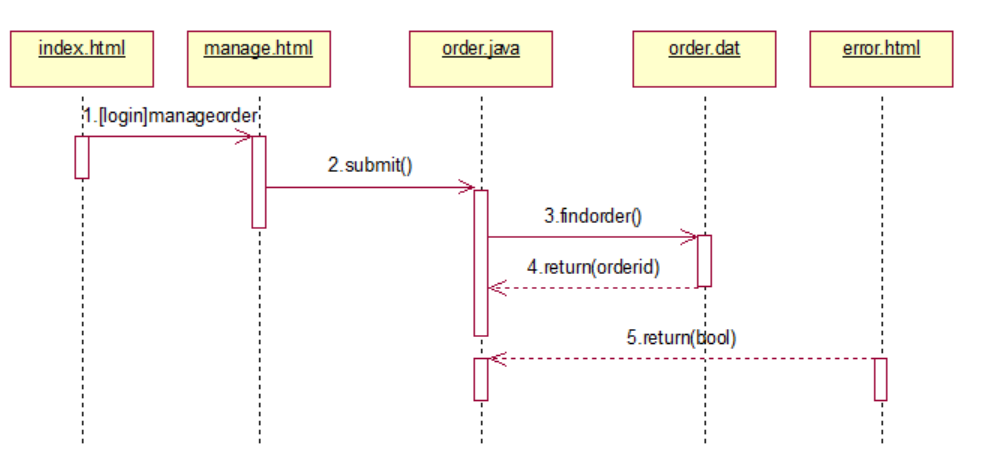 index.html
manage.html
order.java
order.dat
error.html
1.[login]manageorder
2.submit()
3.findorder()
4.return(orderid)
5.return(bool)